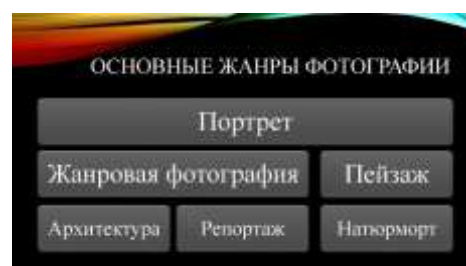 ОСНОВНЫЕ ЖАНРЫ ФОТОГРАФИИ
Портрет
Жанровая фотография Пейзаж
Архитектура Репортаж Натюрморт